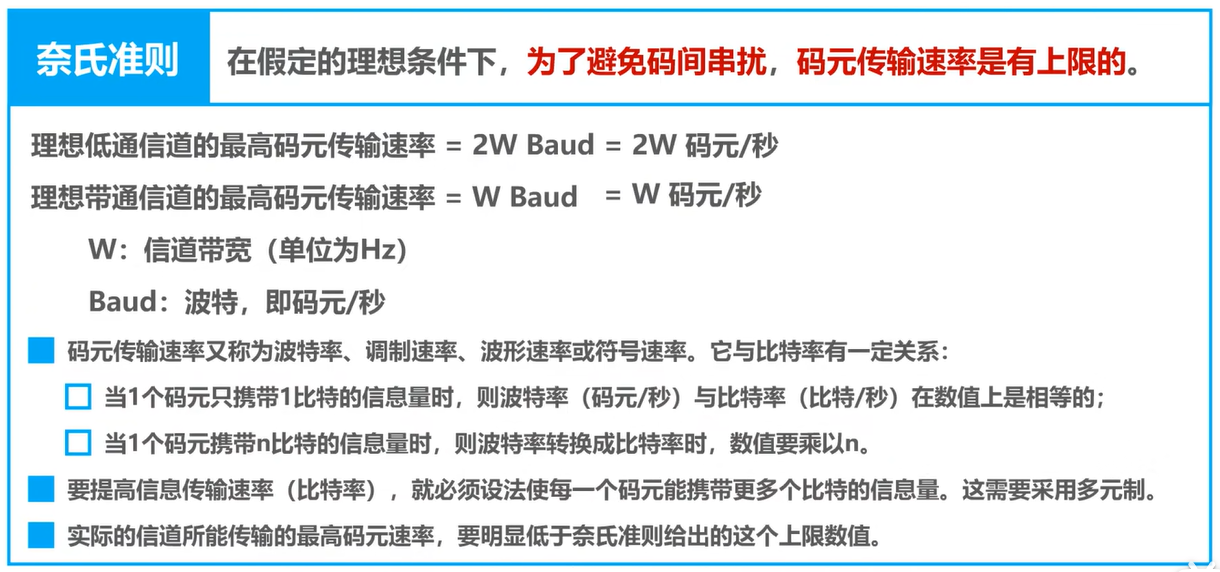 奈氏准则
在假定的理想条件下，为了避免码间串扰，码元传输速率是有上限的。
理想低通信道的最高码元传输速率 = 2W Baud = 2W 码元/秒
理想带通信道的最高码元传输速率 = W Baud = W 码元/秒
W：信道带宽（单位为Hz）
Baud：波特，即码元/秒
码元传输速率又称为波特率、调制速率、波形速率或符号速率。它与比特率有一定关系：
当1个码元只携带1比特的信息量时，则波特率（码元/秒）与比特率（比特/秒）在数值上是相等的；
当1个码元携带n比特的信息量时，则波特率转换成比特率时，数值要乘以n。
要提高信息传输速率（比特率），就必须设法使每一个码元能携带更多个比特的信息量。这需要采用多元制。
实际的信道所能传输的最高码元速率，要明显低于奈氏准则给出的这个上限数值。